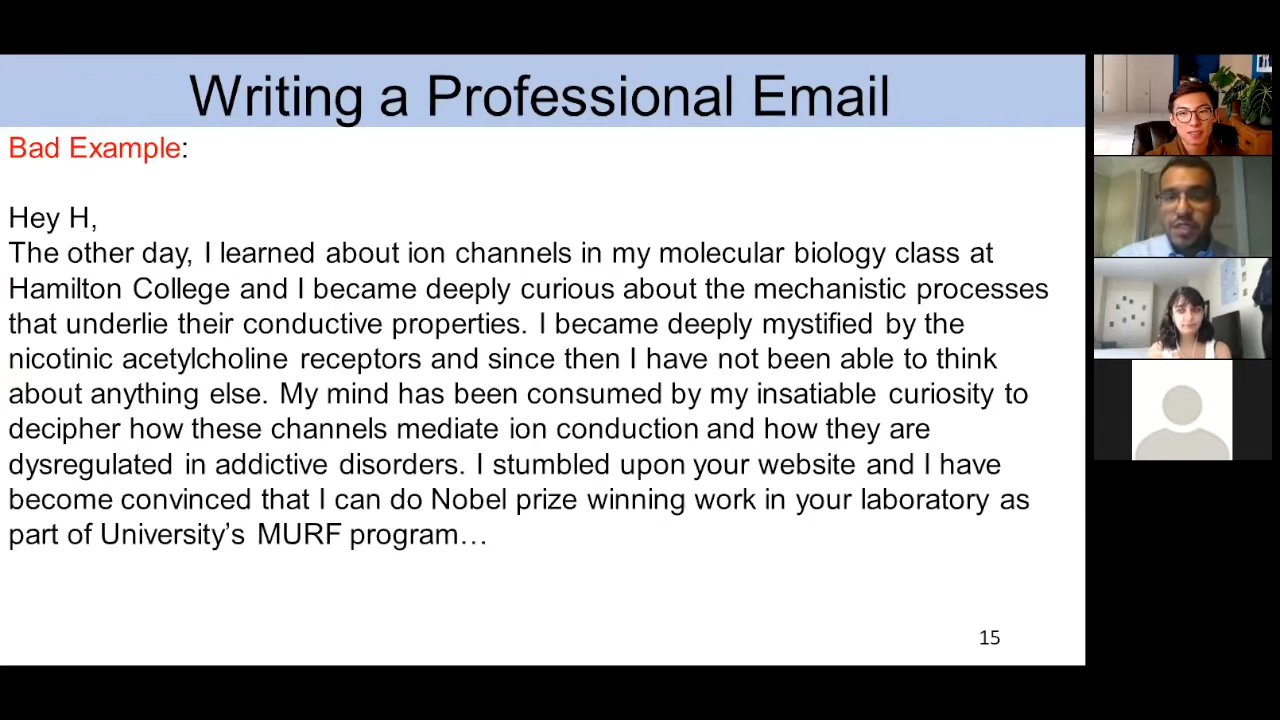 Writing a Professional Email
Bad Example:
Hey H,
The other day, I learned about ion channels in my molecular biology class at
Hamilton College and I became deeply curious about the mechanistic processes
that underlie their conductive properties. I became deeply mystified by the
nicotinic acetylcholine receptors and since then I have not been able to think
about anything else. My mind has been consumed by my insatiable curiosity to
decipher how these channels mediate ion conduction and how they are
dysregulated in addictive disorders. I stumbled upon your website and I have
become convinced that I can do Nobel prize winning work in your laboratory as
part of University’s MURF program…
15